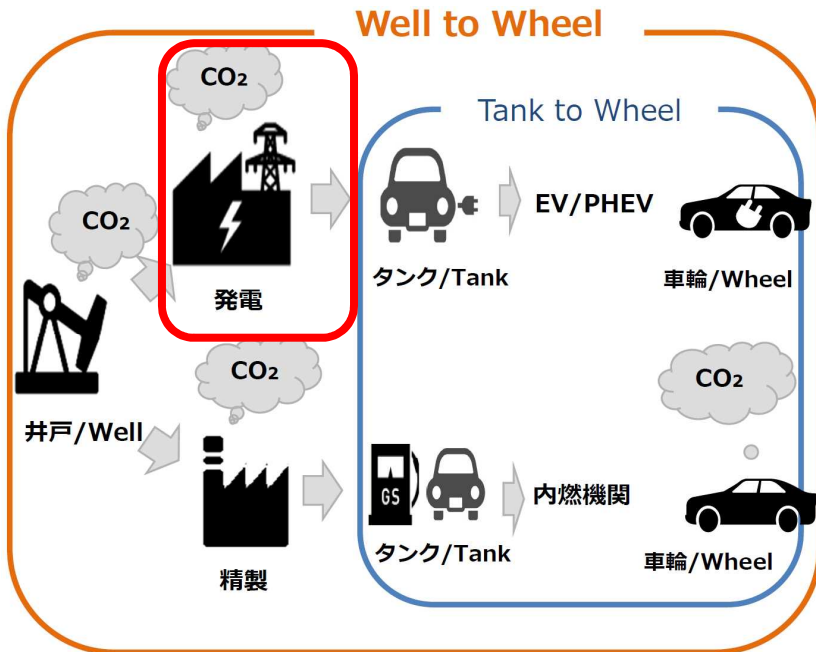 Well to Wheel
CO₂
Tank to Wheel
CO₂
EV/PHEV
タンク/Tank
車輪/Wheel
発電
CO₂
CO₂
井戸/Well
GS
内燃機関
タンク/Tank
車輪/Wheel
精製